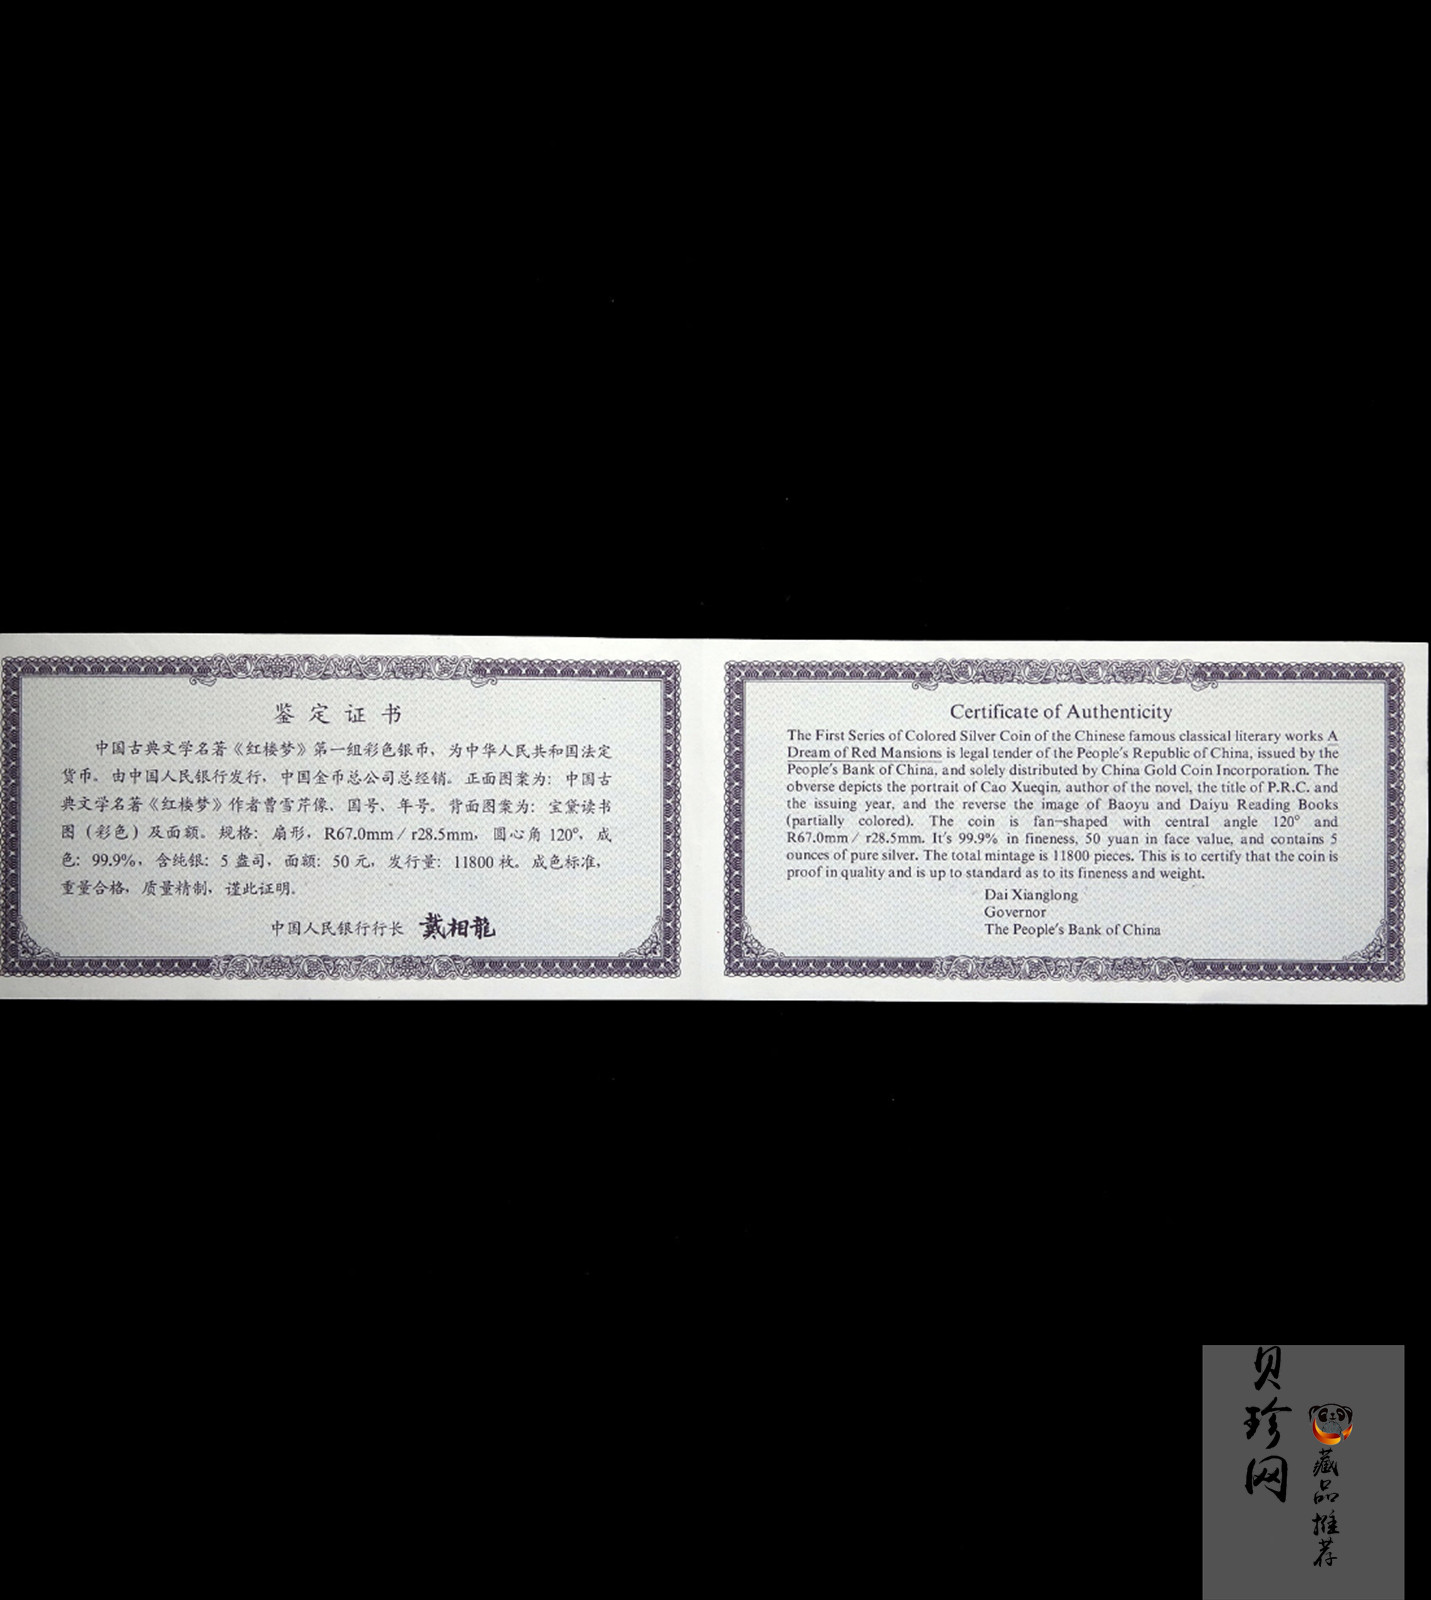 鉴定证书
中国古典文学名著《红楼梦》第一组彩色银币，为中华人民共和国法定
货币。由中国人民银行发行，中国金币总公司总经销。正面图案为：中国古
典文学名著《红楼梦》作者曹雪芹像、国号、年号。背面图案为：宝黛读书
图（彩色）及面额。规格：扇形，R67.0mm／r28.5mm，圆心角120°，成
色：99.9%，含纯银：5盎司，面额：50元，发行量：11800枚。成色标准，
重量合格，质量精制，谨此证明。
中国人民银行行长 戴相龍
Certificate of Authenticity
The First Series of Colored Silver Coin of the Chinese famous classical literary works A
Dream of Red Mansions is legal tender of the People's Republic of China, issued by the
People's Bank of China, and solely distributed by China Gold Coin Incorporation. The
obverse depicts the portrait of Cao Xueqin, author of the novel, the title of P.R.C. and
the issuing year, and the reverse the image of Baoyu and Daiyu Reading Books
(partially colored). The coin is fan-shaped with central angle 120° and
R67.0mm／r28.5mm. It's 99.9% in fineness, 50 yuan in face value, and contains 5
ounces of pure silver. The total mintage is 11800 pieces. This is to certify that the coin is
proof in quality and is up to standard as to its fineness and weight.
Dai Xianglong
Governor
The People's Bank of China
贝珍网
藏品推荐